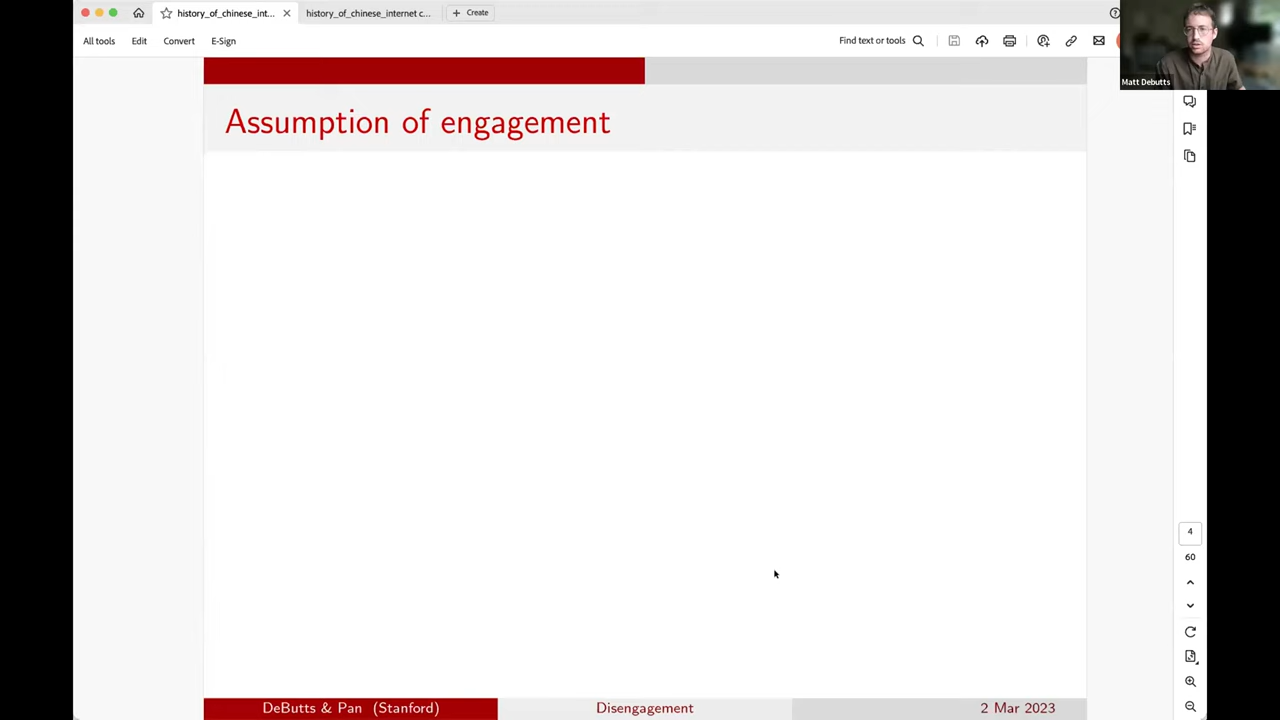 history_of_chinese_int...
history_of_chinese_internet c...
Create
All tools
Edit
Convert
E-Sign
Find text or tools
Matt Debutts
Assumption of engagement
4
60
DeButts & Pan (Stanford)
Disengagement
2 Mar 2023